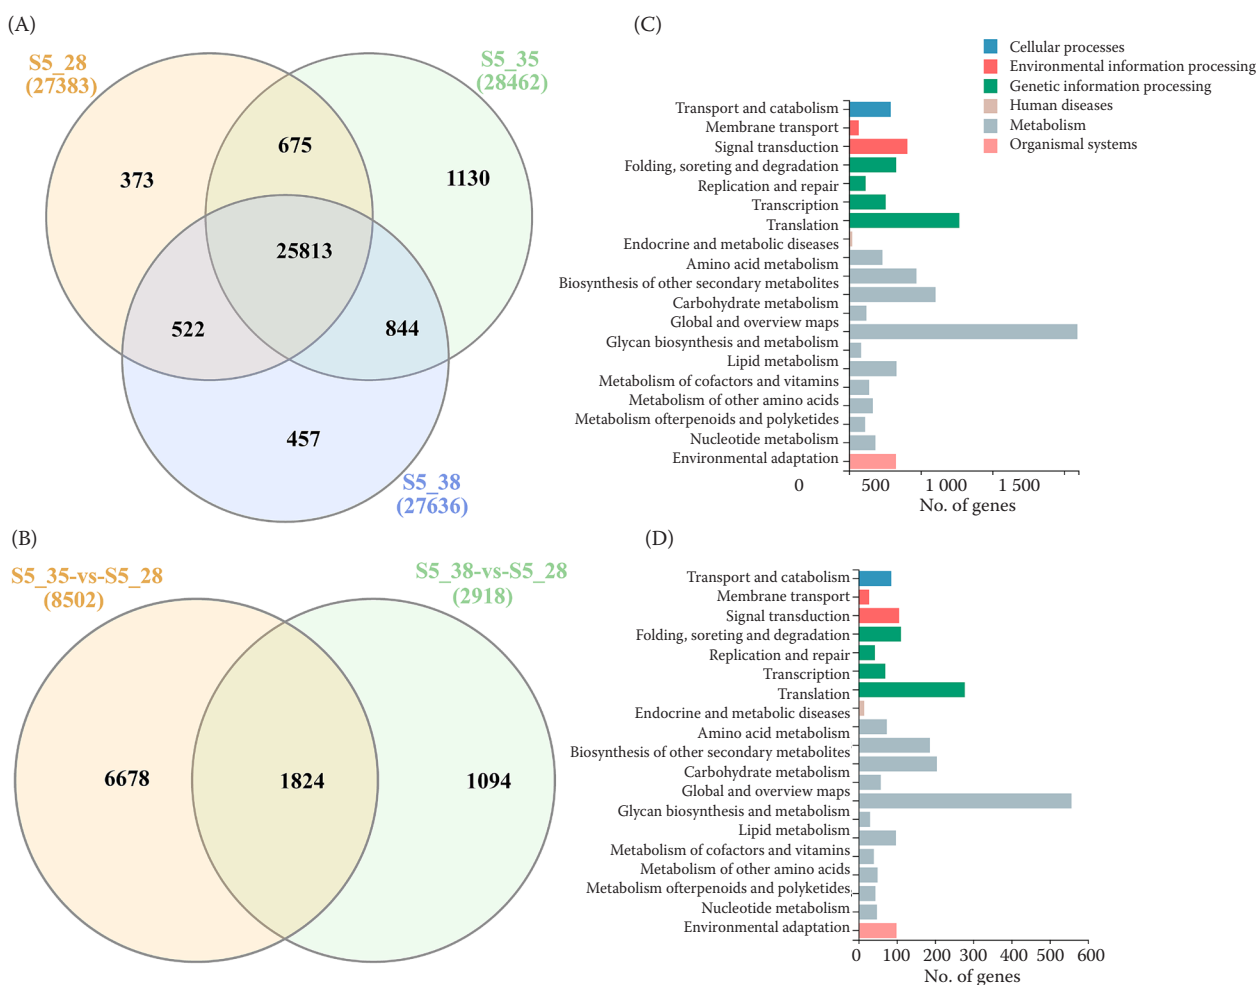 (A)
S5_28
(27383)
S5_35
(28462)
675
373
1130
25813
522
844
457
S5_38
(27636)
(B)
S5_35-vs-S5_28
(8502)
S5_38-vs-S5_28
(2918)
6678
1824
1094
(C)
Cellular processes
Environmental information processing
Genetic information processing
Human diseases
Metabolism
Organismal systems
Transport and catabolism
Membrane transport
Signal transduction
Folding, soreting and degradation
Replication and repair
Transcription
Translation
Endocrine and metabolic diseases
Amino acid metabolism
Biosynthesis of other secondary metabolites
Carbohydrate metabolism
Global and overview maps
Glycan biosynthesis and metabolism
Lipid metabolism
Metabolism of cofactors and vitamins
Metabolism of other amino acids
Metabolism ofterpenoids and polyketides
Nucleotide metabolism
Environmental adaptation
0 500 1 000 1 500
No. of genes
(D)
Transport and catabolism
Membrane transport
Signal transduction
Folding, soreting and degradation
Replication and repair
Transcription
Translation
Endocrine and metabolic diseases
Amino acid metabolism
Biosynthesis of other secondary metabolites
Carbohydrate metabolism
Global and overview maps
Glycan biosynthesis and metabolism
Lipid metabolism
Metabolism of cofactors and vitamins
Metabolism of other amino acids
Metabolism ofterpenoids and polyketides
Nucleotide metabolism
Environmental adaptation
0 100 200 300 400 500 600
No. of genes